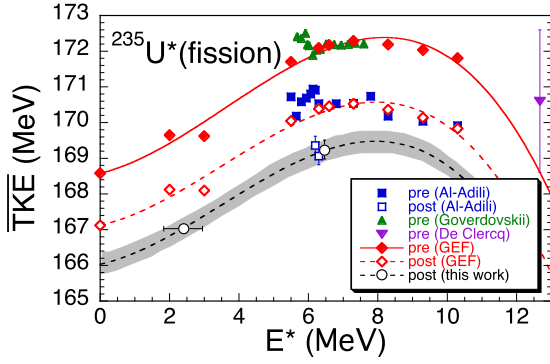 173
172
171
170
169
168
167
166
165
TKE (MeV)
²³⁵U*(fission)
pre (Al-Adili)
post (Al-Adili)
pre (Goverdovskii)
pre (De Clercq)
pre (GEF)
post (GEF)
post (this work)
0 2 4 6 8 10 12
E* (MeV)